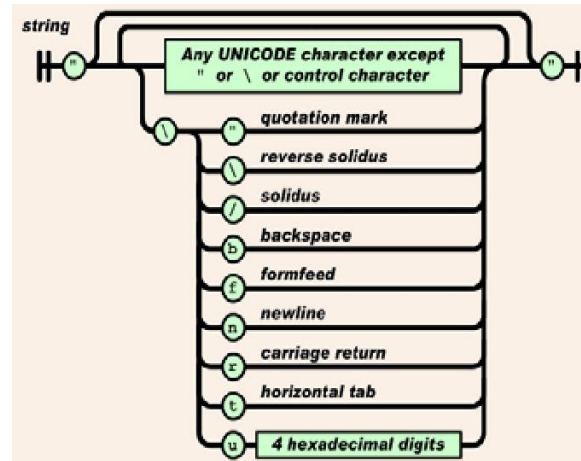 string
" Any UNICODE character except "
" or \ or control character
\ " quotation mark
\ reverse solidus
/ solidus
b backspace
f formfeed
n newline
r carriage return
t horizontal tab
u 4 hexadecimal digits